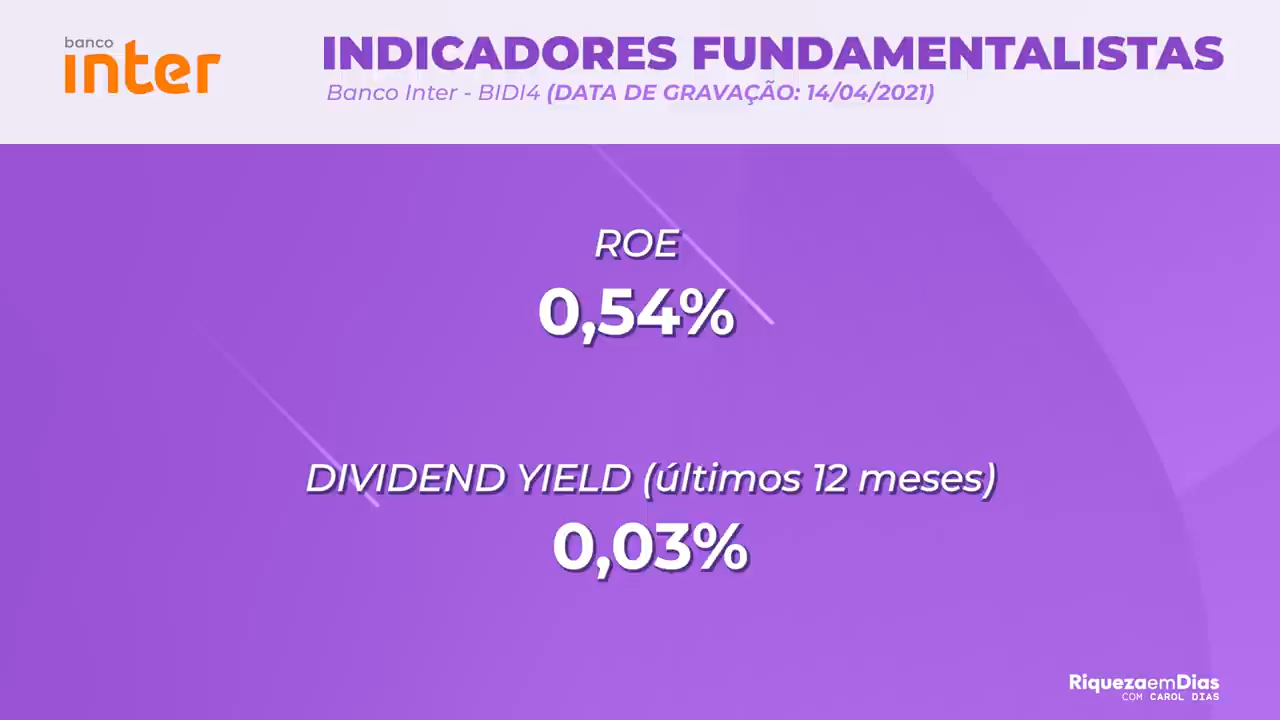 banco
inter
INDICADORES FUNDAMENTALISTAS
Banco Inter - BIDI4 (DATA DE GRAVAÇÃO: 14/04/2021)
ROE
0,54%
DIVIDEND YIELD (últimos 12 meses)
0,03%
RiquezaemDias
COM CAROL DIAS